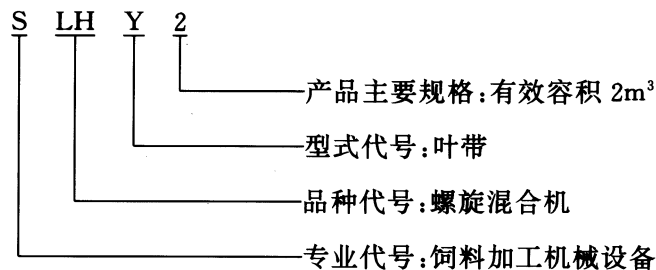 S LH Y 2
产品主要规格:有效容积 2m³
型式代号:叶带
品种代号:螺旋混合机
专业代号:饲料加工机械设备